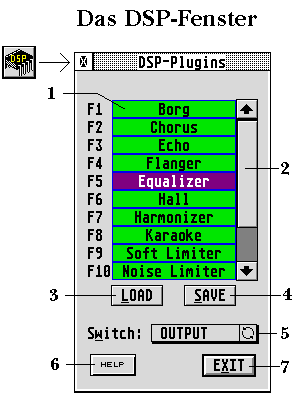 Das DSP-Fenster
DSP
DSP-Plugins
1
F1 Borg
F2 Chorus
F3 Echo
F4 Flanger
F5 Equalizer
2
F6 Hall
F7 Harmonizer
F8 Karaoke
F9 Soft Limiter
F10 Noise Limiter
3 LOAD SAVE 4
Switch: OUTPUT 5
6 HELP EXIT 7